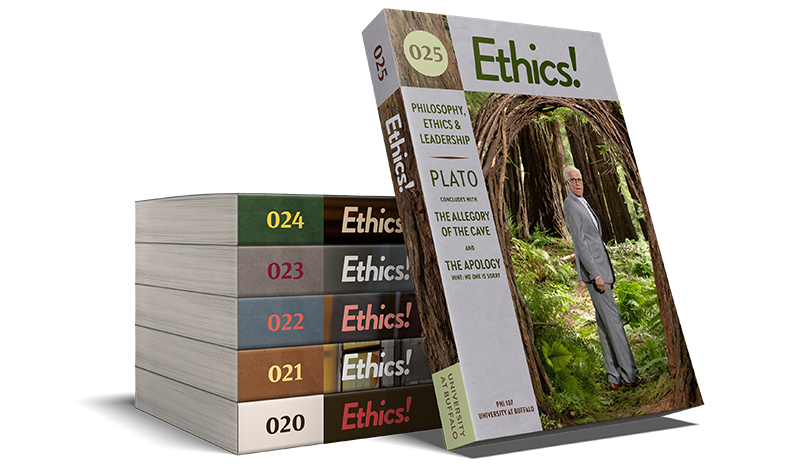 025
Ethics!
PHILOSOPHY,
ETHICS &
LEADERSHIP
PLATO
CONCLUDES WITH
THE ALLEGORY
OF THE CAVE
AND
THE APOLOGY
HINT: NO ONE IS SORRY
PHI 107
UNIVERSITY AT BUFFALO
025
Ethics!
UNIVERSITY
AT BUFFALO
024 Ethics!
023 Ethics!
022 Ethics!
021 Ethics!
020 Ethics!